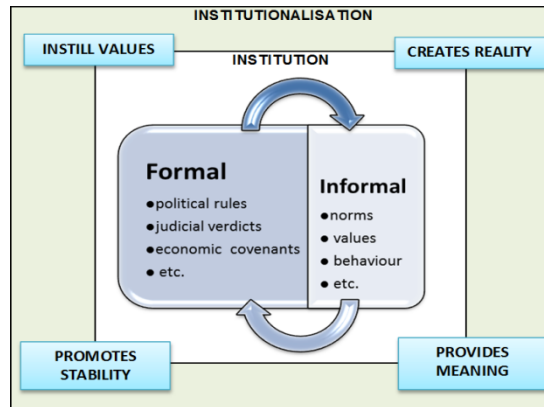 INSTITUTIONALISATION
INSTILL VALUES
CREATES REALITY
INSTITUTION
Formal
●political rules
●judicial verdicts
●economic covenants
● etc.
Informal
●norms
● values
● behaviour
● etc.
PROMOTES
STABILITY
PROVIDES
MEANING